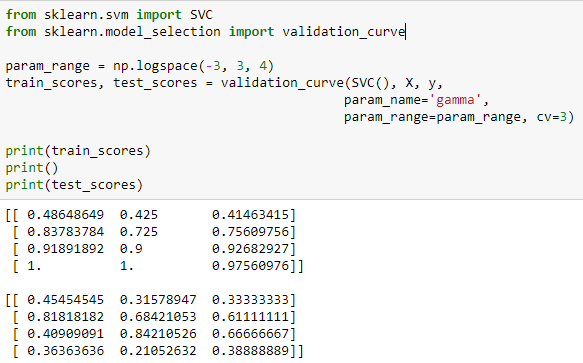 from sklearn.svm import SVC
from sklearn.model_selection import validation_curve
param_range = np.logspace(-3, 3, 4)
train_scores, test_scores = validation_curve(SVC(), X, y,
param_name='gamma',
param_range=param_range, cv=3)
print(train_scores)
print()
print(test_scores)
[[ 0.48648649 0.425 0.41463415]
[ 0.83783784 0.725 0.75609756]
[ 0.91891892 0.9 0.92682927]
[ 1. 1. 0.97560976]]
[[ 0.45454545 0.31578947 0.33333333]
[ 0.81818182 0.68421053 0.61111111]
[ 0.40909091 0.84210526 0.66666667]
[ 0.36363636 0.21052632 0.38888889]]